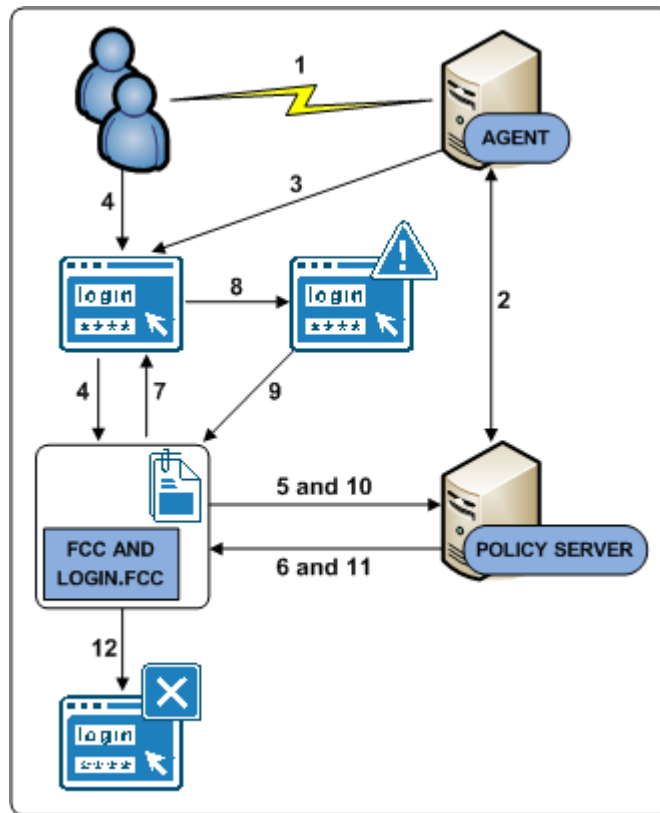 1
AGENT
3
4
2
login
****
8
login
****
4
7
9
5 and 10
FCC AND
LOGIN.FCC
POLICY SERVER
6 and 11
12
login
****